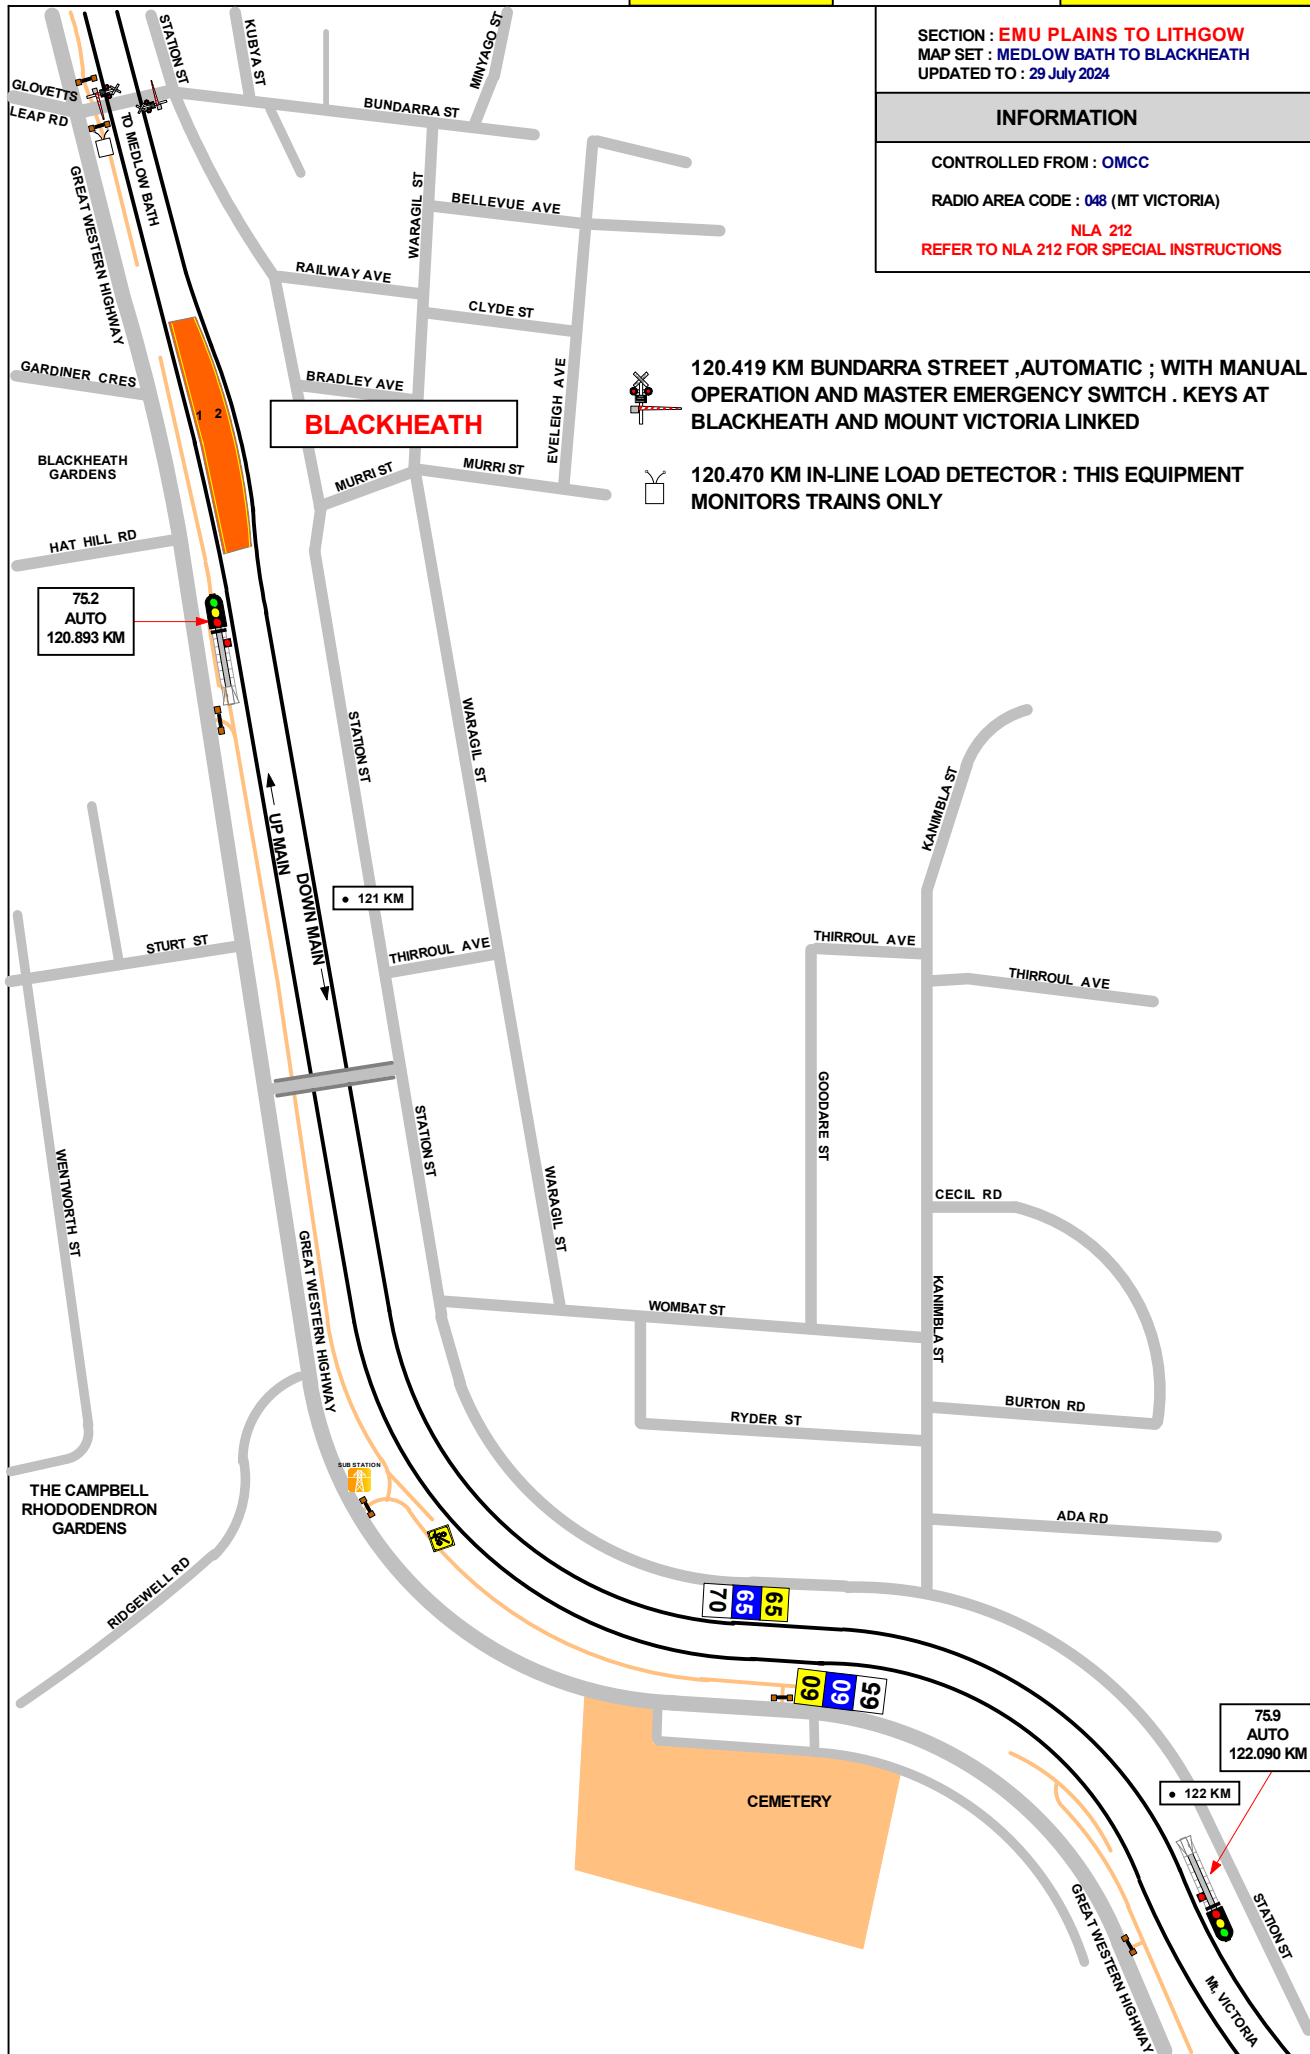 SECTION : EMU PLAINS TO LITHGOW
MAP SET : MEDLOW BATH TO BLACKHEATH
UPDATED TO : 29 July 2024
INFORMATION
CONTROLLED FROM : OMCC
RADIO AREA CODE : 048 (MT VICTORIA)
NLA 212
REFER TO NLA 212 FOR SPECIAL INSTRUCTIONS
STATION ST
KUBYA ST
MINYAGO ST
GLOVETTS
LEAP RD
BUNDARRA ST
TO MEDLOW BATH
GREAT WESTERN HIGHWAY
WARAGIL ST
BELLEVUE AVE
RAILWAY AVE
CLYDE ST
GARDINER CRES
BRADLEY AVE
EVELEIGH AVE
1 2
BLACKHEATH
120.419 KM BUNDARRA STREET ,AUTOMATIC ; WITH MANUAL
OPERATION AND MASTER EMERGENCY SWITCH . KEYS AT
BLACKHEATH AND MOUNT VICTORIA LINKED
BLACKHEATH
GARDENS
MURRI ST
MURRI ST
120.470 KM IN-LINE LOAD DETECTOR : THIS EQUIPMENT
MONITORS TRAINS ONLY
HAT HILL RD
75.2
AUTO
120.893 KM
STATION ST
WARAGIL ST
KANIMBLA ST
UP MAIN
DOWN MAIN
• 121 KM
STURT ST
THIRROUL AVE
THIRROUL AVE
THIRROUL AVE
GOODARE ST
STATION ST
WENTWORTH ST
WARAGIL ST
CECIL RD
GREAT WESTERN HIGHWAY
WOMBAT ST
KANIMBLA ST
RYDER ST
BURTON RD
SUB STATION
THE CAMPBELL
RHODODENDRON
GARDENS
ADA RD
RIDGEWELL RD
70 65 65
60 60 65
75.9
AUTO
122.090 KM
• 122 KM
CEMETERY
STATION ST
GREAT WESTERN HIGHWAY
Mt, VICTORIA